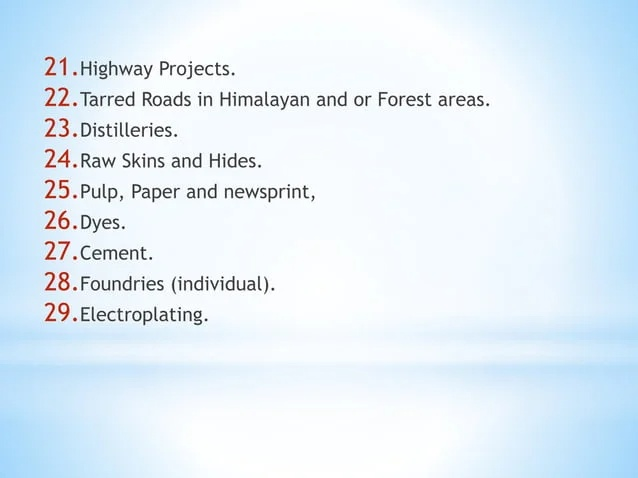 21.Highway Projects.
22.Tarred Roads in Himalayan and or Forest areas.
23.Distilleries.
24.Raw Skins and Hides.
25.Pulp, Paper and newsprint,
26.Dyes.
27.Cement.
28.Foundries (individual).
29.Electroplating.